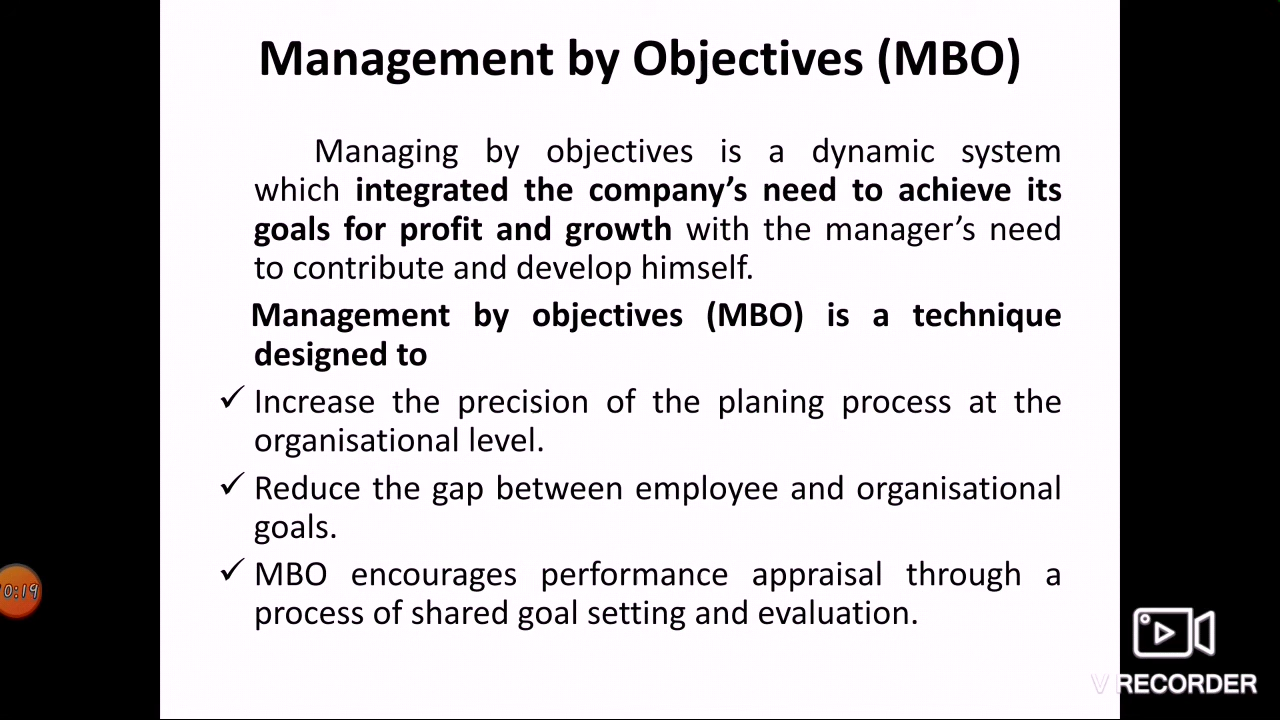 Management by Objectives (MBO)
Managing by objectives is a dynamic system
which integrated the company’s need to achieve its
goals for profit and growth with the manager’s need
to contribute and develop himself.
Management by objectives (MBO) is a technique
designed to
✓ Increase the precision of the planing process at the
organisational level.
✓ Reduce the gap between employee and organisational
goals.
✓ MBO encourages performance appraisal through a
process of shared goal setting and evaluation.
0:19
V RECORDER